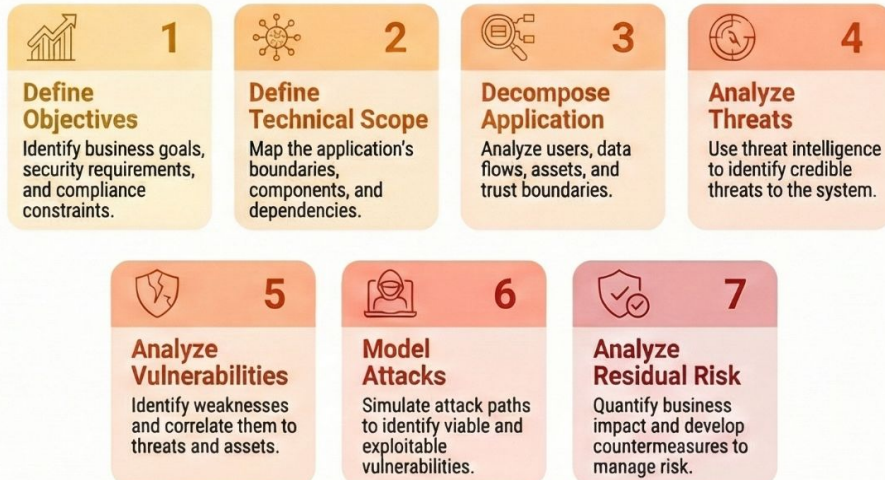 1
Define
Objectives
Identify business goals,
security requirements,
and compliance
constraints.
2
Define
Technical Scope
Map the application's
boundaries,
components, and
dependencies.
3
Decompose
Application
Analyze users, data
flows, assets, and
trust boundaries.
4
Analyze
Threats
Use threat intelligence
to identify credible
threats to the system.
5
Analyze
Vulnerabilities
Identify weaknesses
and correlate them to
threats and assets.
6
Model
Attacks
Simulate attack paths
to identify viable and
exploitable
vulnerabilities.
7
Analyze
Residual Risk
Quantify business
impact and develop
countermeasures to
manage risk.